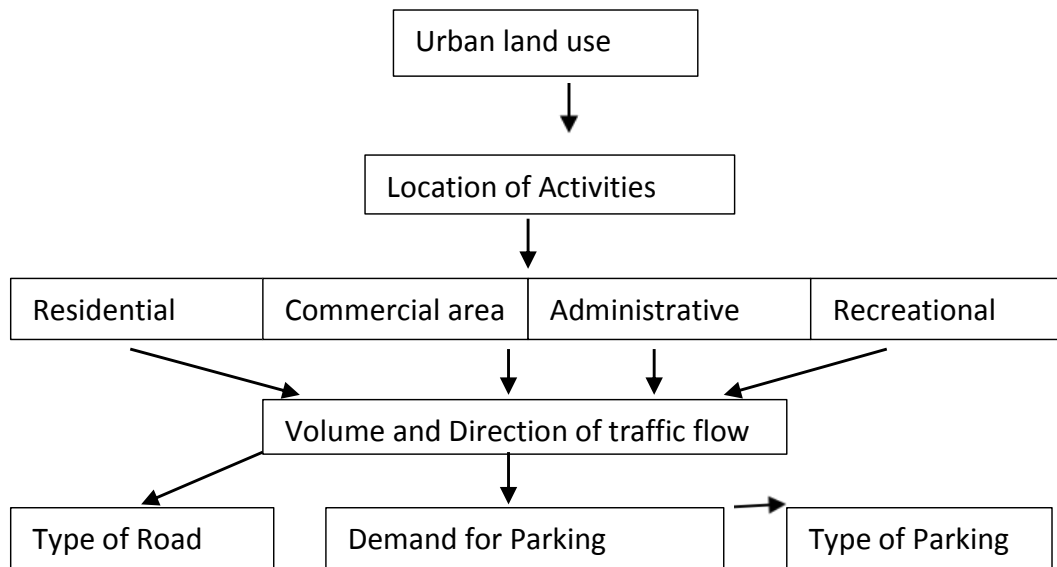 Urban land use
Location of Activities
Residential
Commercial area
Administrative
Recreational
Volume and Direction of traffic flow
Type of Road
Demand for Parking
Type of Parking